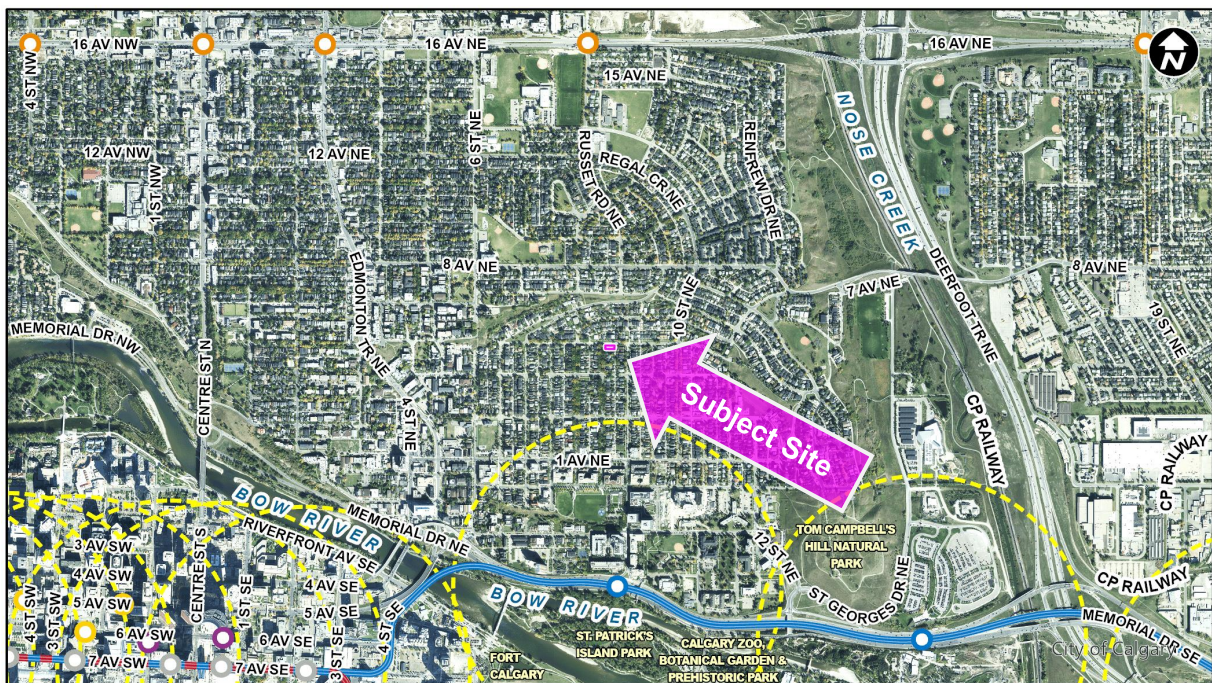 16 AV NW
16 AV NE
16 AV NE
N
4 ST NW
15 AV NE
12 AV NW
1 ST NW
12 AV NE
6 ST NE
RUSSET RD NE
REGAL CR NE
RENFREW DR NE
NOSE CREEK
8 AV NE
EDMONTON TR NE
7 AV NE
DEERFOOT TR NE
8 AV NE
19 ST NE
10 ST NE
MEMORIAL DR NW
CENTRE ST N
4 ST NE
Subject Site
CP RAILWAY
CP RAILWAY
1 AV NE
BOW RIVER
MEMORIAL DR NE
RIVERFRONT AV SE
12 ST NE
TOM CAMPBELL'S
HILL NATURAL
PARK
ST GEORGES DR NE
CP RAILWAY
MEMORIAL DR SE
3 AV SW
4 AV SW
5 AV SW
6 AV SW
7 AV SW
4 ST SW
3 ST SW
CENTRE ST S
1 ST SE
4 AV SE
5 AV SE
6 AV SE
7 AV SE
3 ST SE
4 ST SE
BOW RIVER
FORT
CALGARY
ST. PATRICK'S
ISLAND PARK
CALGARY ZOO,
BOTANICAL GARDEN &
PREHISTORIC PARK
City of Calgary